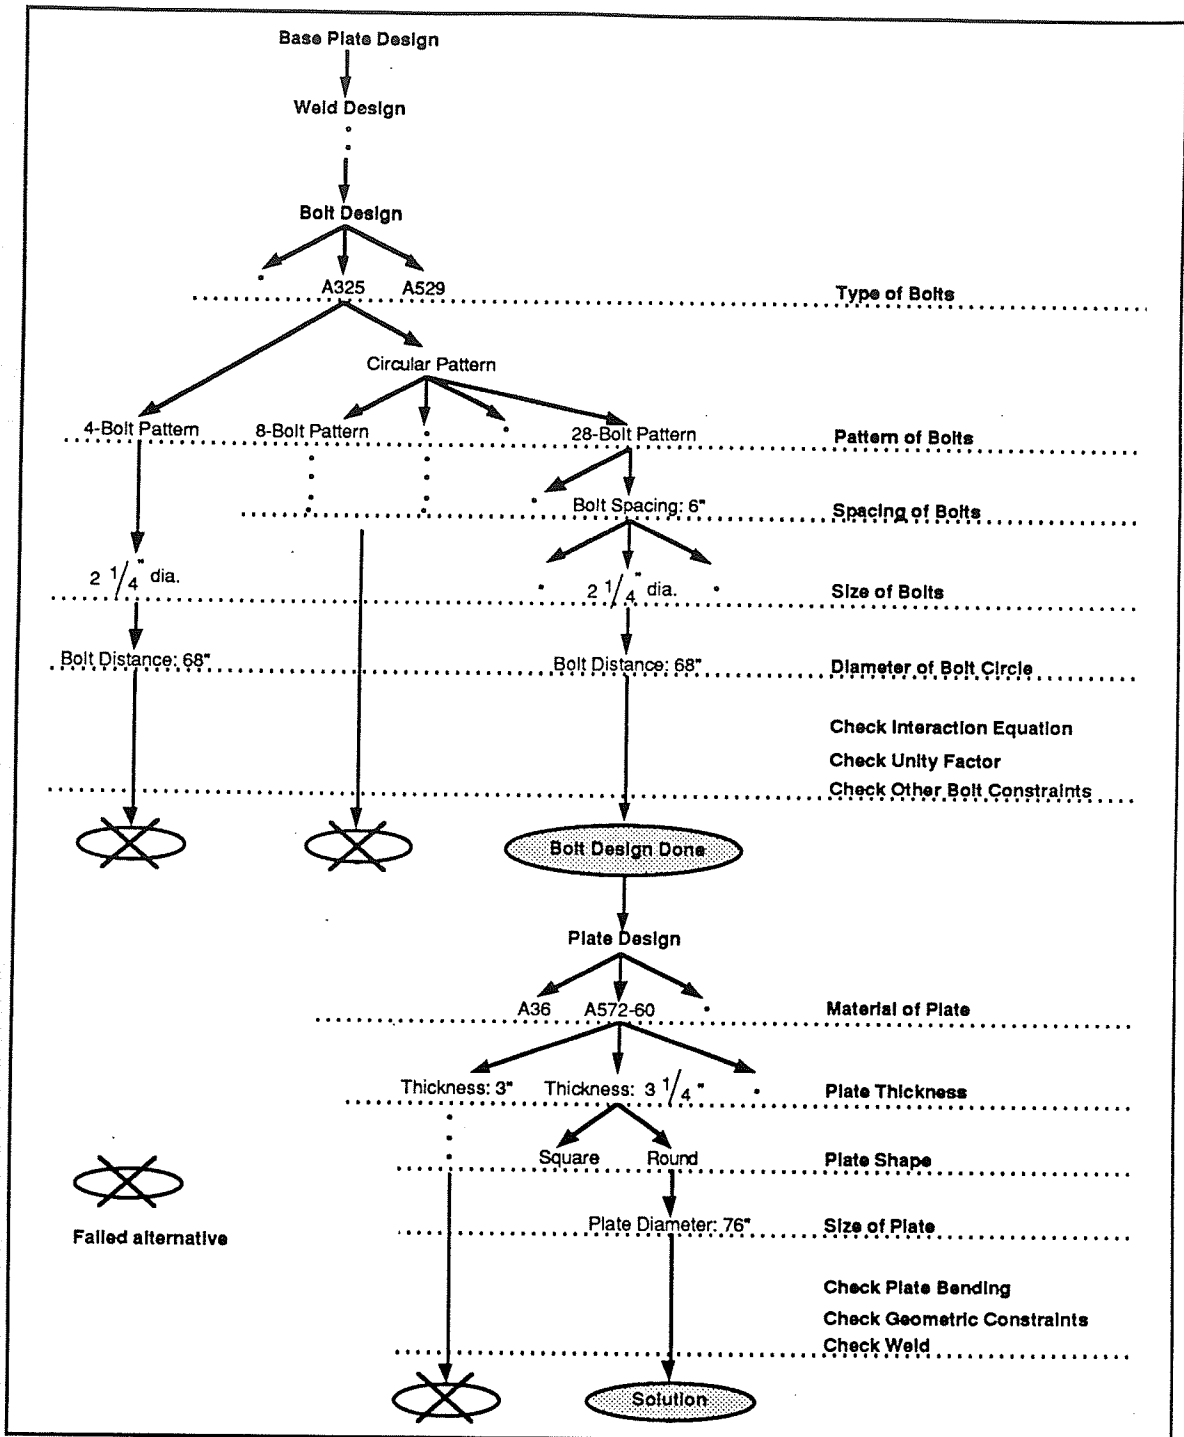 Base Plate Design
Weld Design
Bolt Design
A325 A529 Type of Bolts
Circular Pattern
4-Bolt Pattern 8-Bolt Pattern 28-Bolt Pattern Pattern of Bolts
Bolt Spacing: 6" Spacing of Bolts
2 1/4" dia. 2 1/4" dia. Size of Bolts
Bolt Distance: 68" Bolt Distance: 68" Diameter of Bolt Circle
Check Interaction Equation
Check Unity Factor
Check Other Bolt Constraints
Bolt Design Done
Plate Design
A36 A572-60 Material of Plate
Thickness: 3" Thickness: 3 1/4" Plate Thickness
Square Round Plate Shape
Plate Diameter: 76" Size of Plate
Failed alternative
Check Plate Bending
Check Geometric Constraints
Check Weld
Solution